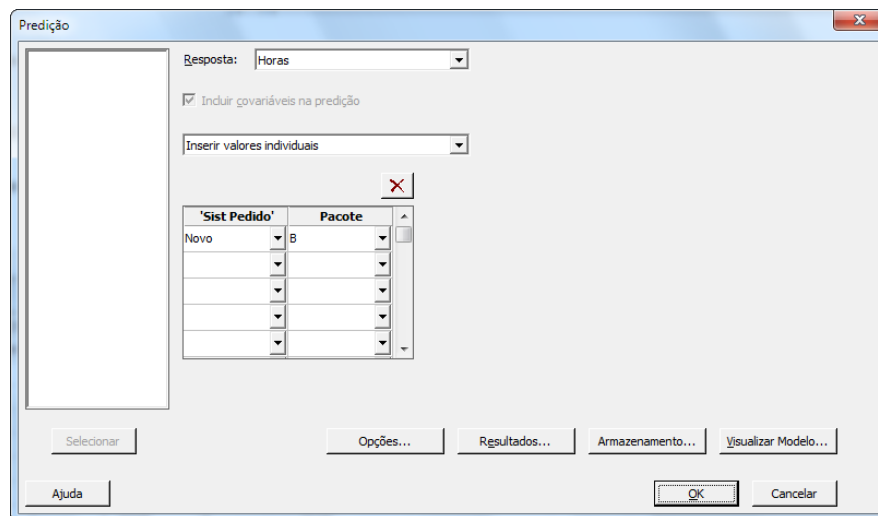 Predição
Resposta: Horas
Incluir covariáveis na predição
Inserir valores individuais
'Sist Pedido' Pacote
Novo B
Selecionar Opções... Resultados... Armazenamento... Visualizar Modelo...
Ajuda OK Cancelar